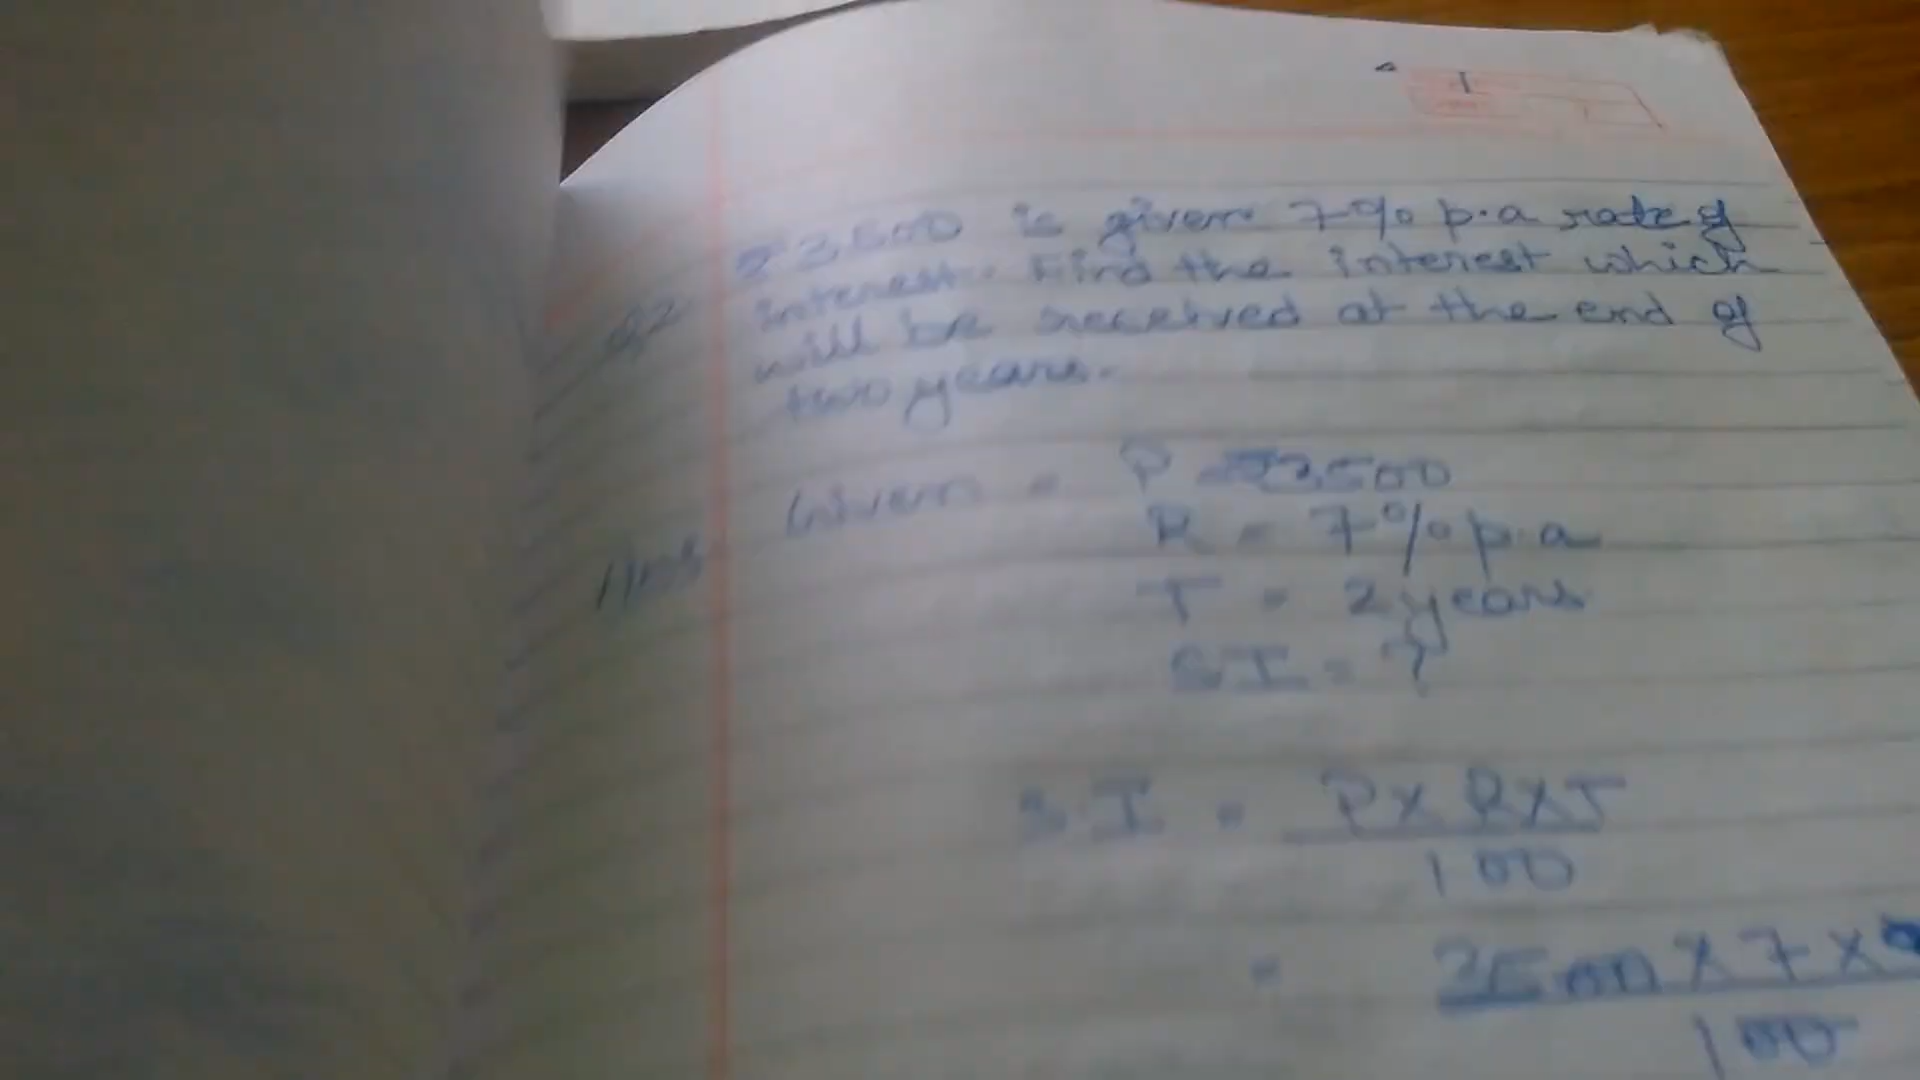 ₹3500 is given 7% p.a rate of
Q2 interest. Find the interest which
will be received at the end of
two years.
Ans Given = P = ₹3500
R = 7% p.a
T = 2 years
SI = ?
S I = P X R X T
100
= 3500 X 7 X
100